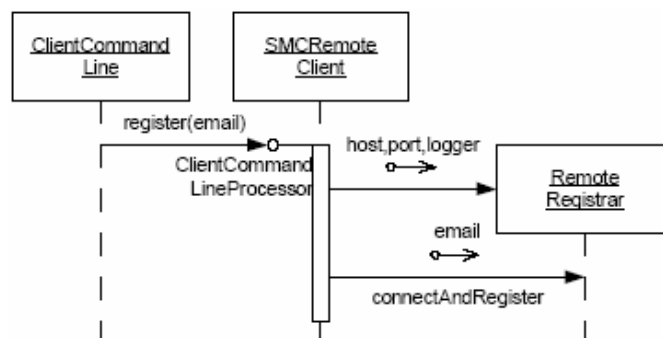 ClientCommand
Line
SMCRemote
Client
register(email)
ClientCommand
LineProcessor
host,port,logger
Remote
Registrar
email
connectAndRegister